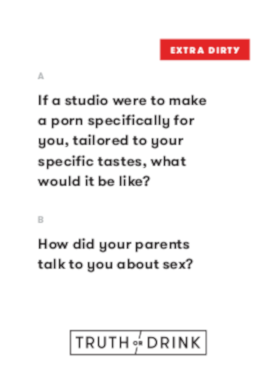 EXTRA DIRTY
A
If a studio were to make
a porn specifically for
you, tailored to your
specific tastes, what
would it be like?
B
How did your parents
talk to you about sex?
TRUTH OR DRINK